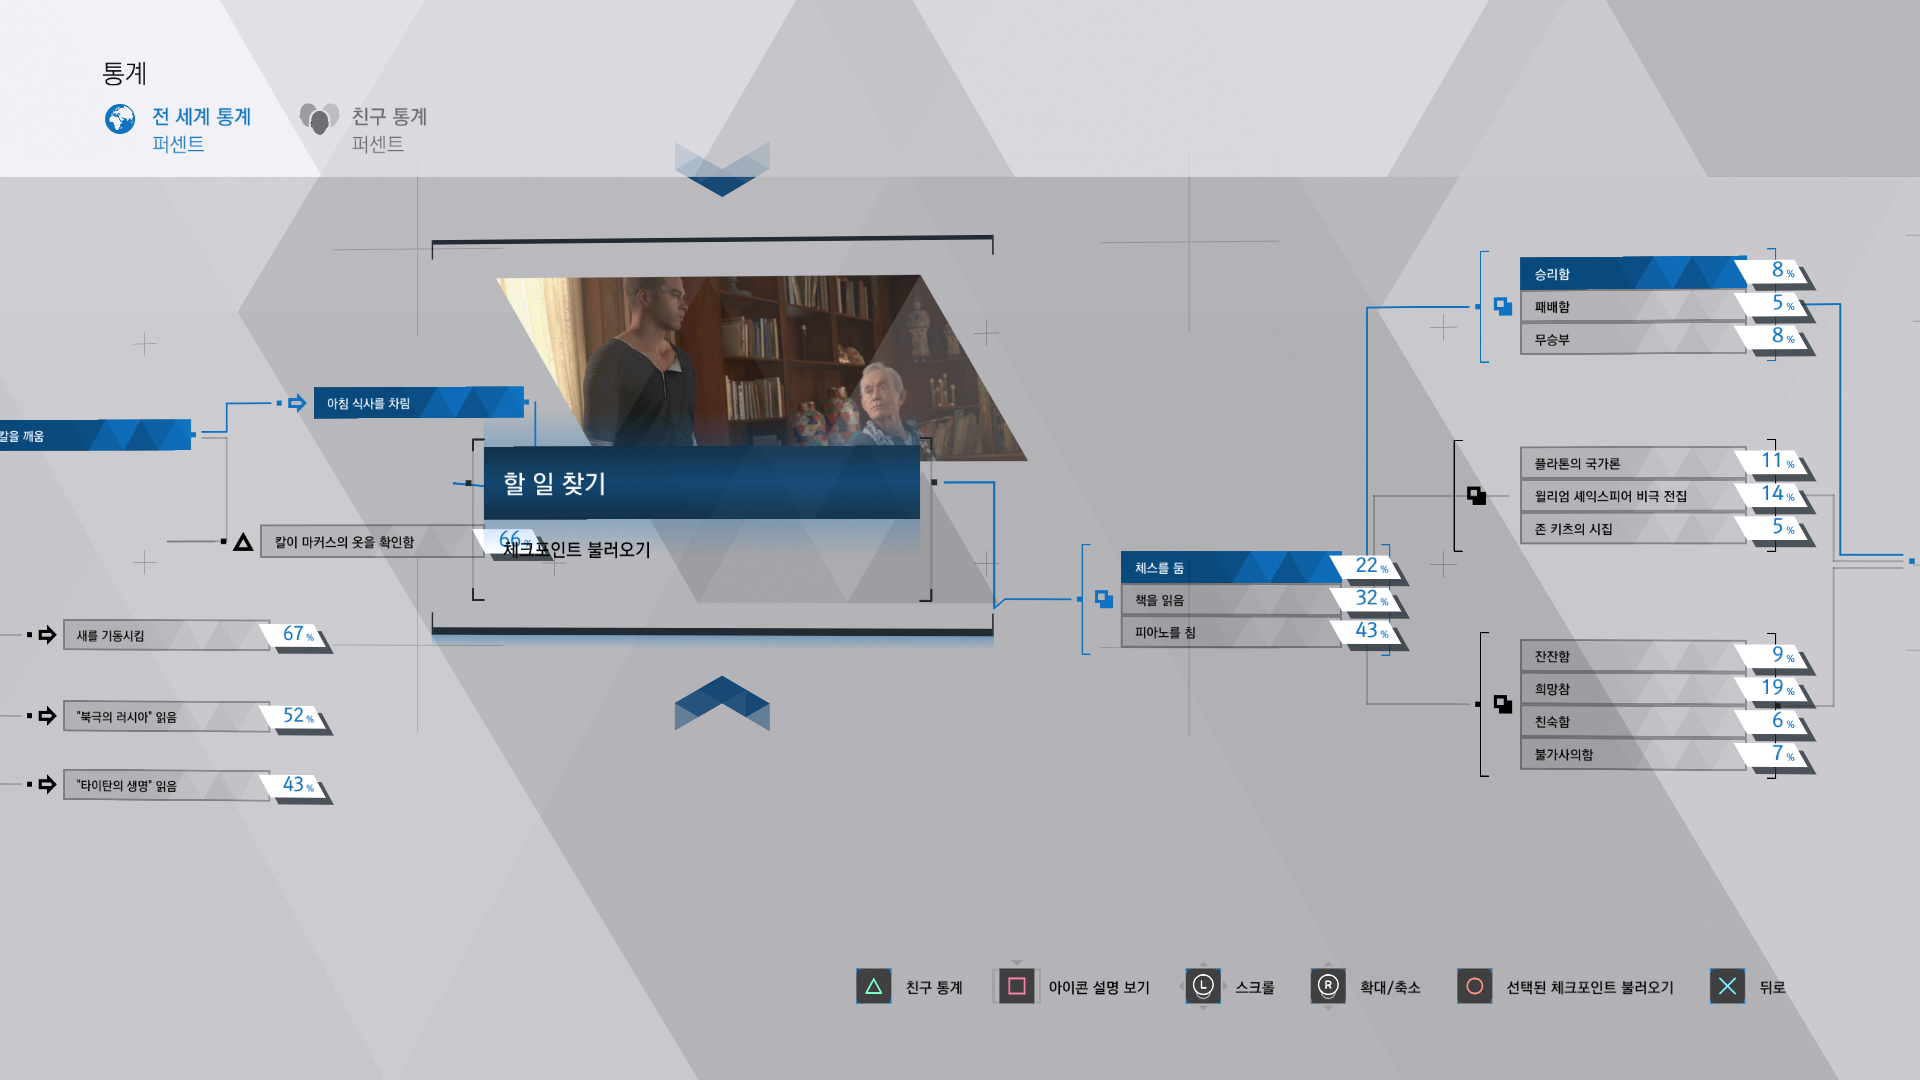 통계
전 세계 통계
퍼센트
친구 통계
퍼센트
칼을 깨움
아침 식사를 차림
칼이 마커스의 옷을 확인함 66%
새를 기동시킴 67%
"북극의 러시아" 읽음 52%
"타이탄의 생명" 읽음 43%
할 일 찾기
체크포인트 불러오기
체스를 둠 22%
책을 읽음 32%
피아노를 침 43%
승리함 8%
패배함 5%
무승부 8%
플라톤의 국가론 11%
윌리엄 셰익스피어 비극 전집 14%
존 키츠의 시집 5%
잔잔함 9%
희망참 19%
친숙함 6%
불가사의함 7%
친구 통계
아이콘 설명 보기
L 스크롤
R 확대/축소
선택된 체크포인트 불러오기
뒤로